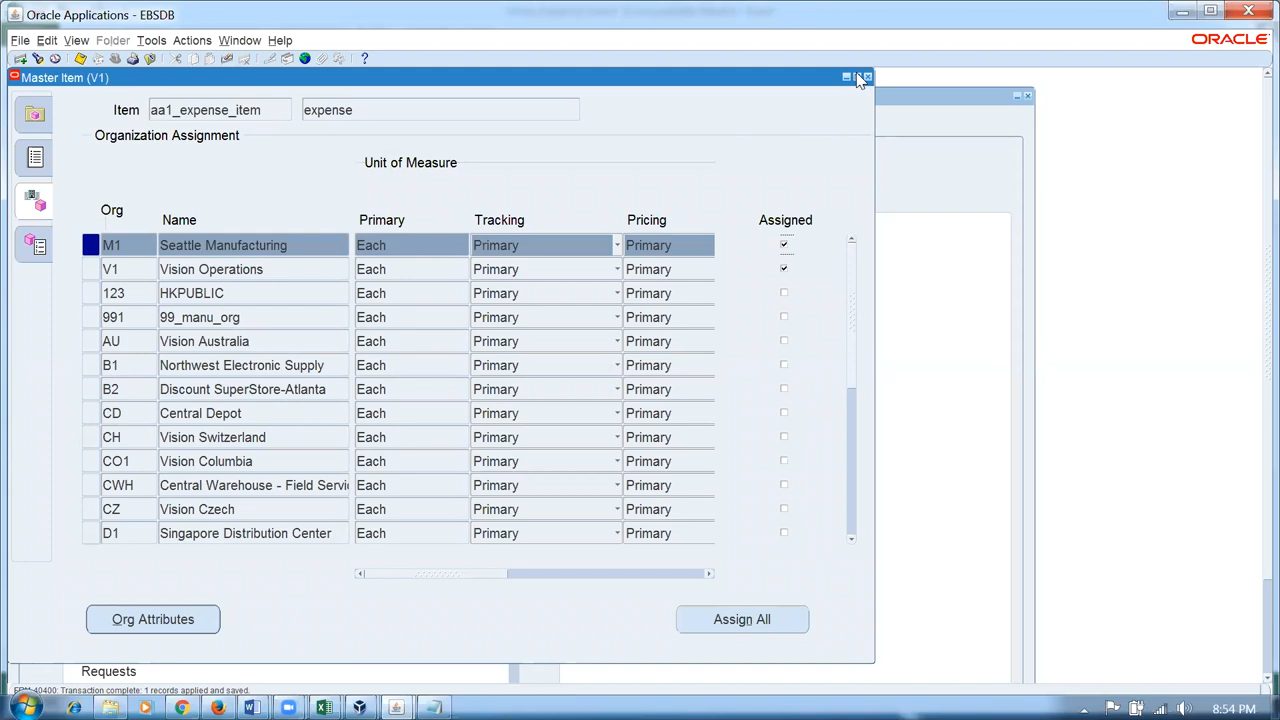 Oracle Applications - EBSDB
File Edit View Folder Tools Actions Window Help
ORACLE
Master Item (V1)
Item aa1_expense_item expense
Organization Assignment
Unit of Measure
Org Name Primary Tracking Pricing Assigned
M1 Seattle Manufacturing Each Primary Primary
V1 Vision Operations Each Primary Primary
123 HKPUBLIC Each Primary Primary
991 99_manu_org Each Primary Primary
AU Vision Australia Each Primary Primary
B1 Northwest Electronic Supply Each Primary Primary
B2 Discount SuperStore-Atlanta Each Primary Primary
CD Central Depot Each Primary Primary
CH Vision Switzerland Each Primary Primary
CO1 Vision Columbia Each Primary Primary
CWH Central Warehouse - Field Servi Each Primary Primary
CZ Vision Czech Each Primary Primary
D1 Singapore Distribution Center Each Primary Primary
Org Attributes Assign All
Requests
Transaction complete: 1 records applied and saved.
8:54 PM